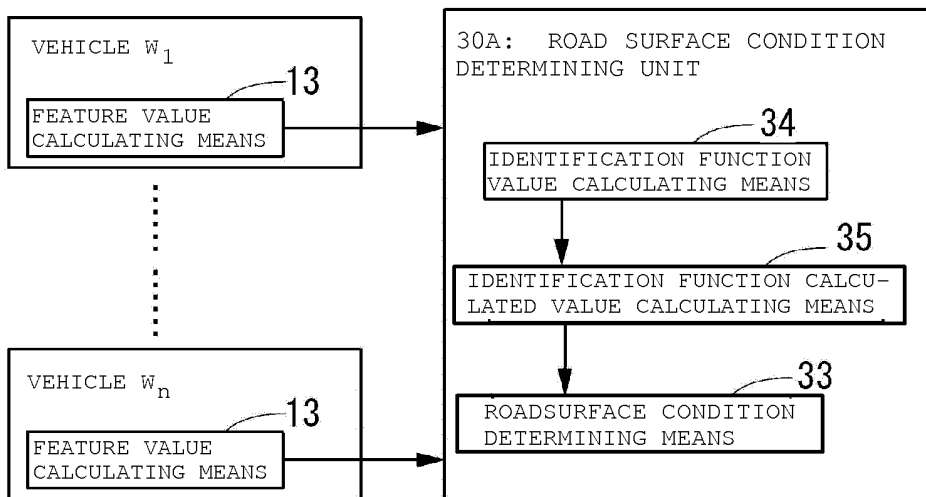 VEHICLE W1
13
FEATURE VALUE
CALCULATING MEANS
VEHICLE Wn
13
FEATURE VALUE
CALCULATING MEANS
30A: ROAD SURFACE CONDITION
DETERMINING UNIT
34
IDENTIFICATION FUNCTION
VALUE CALCULATING MEANS
35
IDENTIFICATION FUNCTION CALCU-
LATED VALUE CALCULATING MEANS
33
ROADSURFACE CONDITION
DETERMINING MEANS